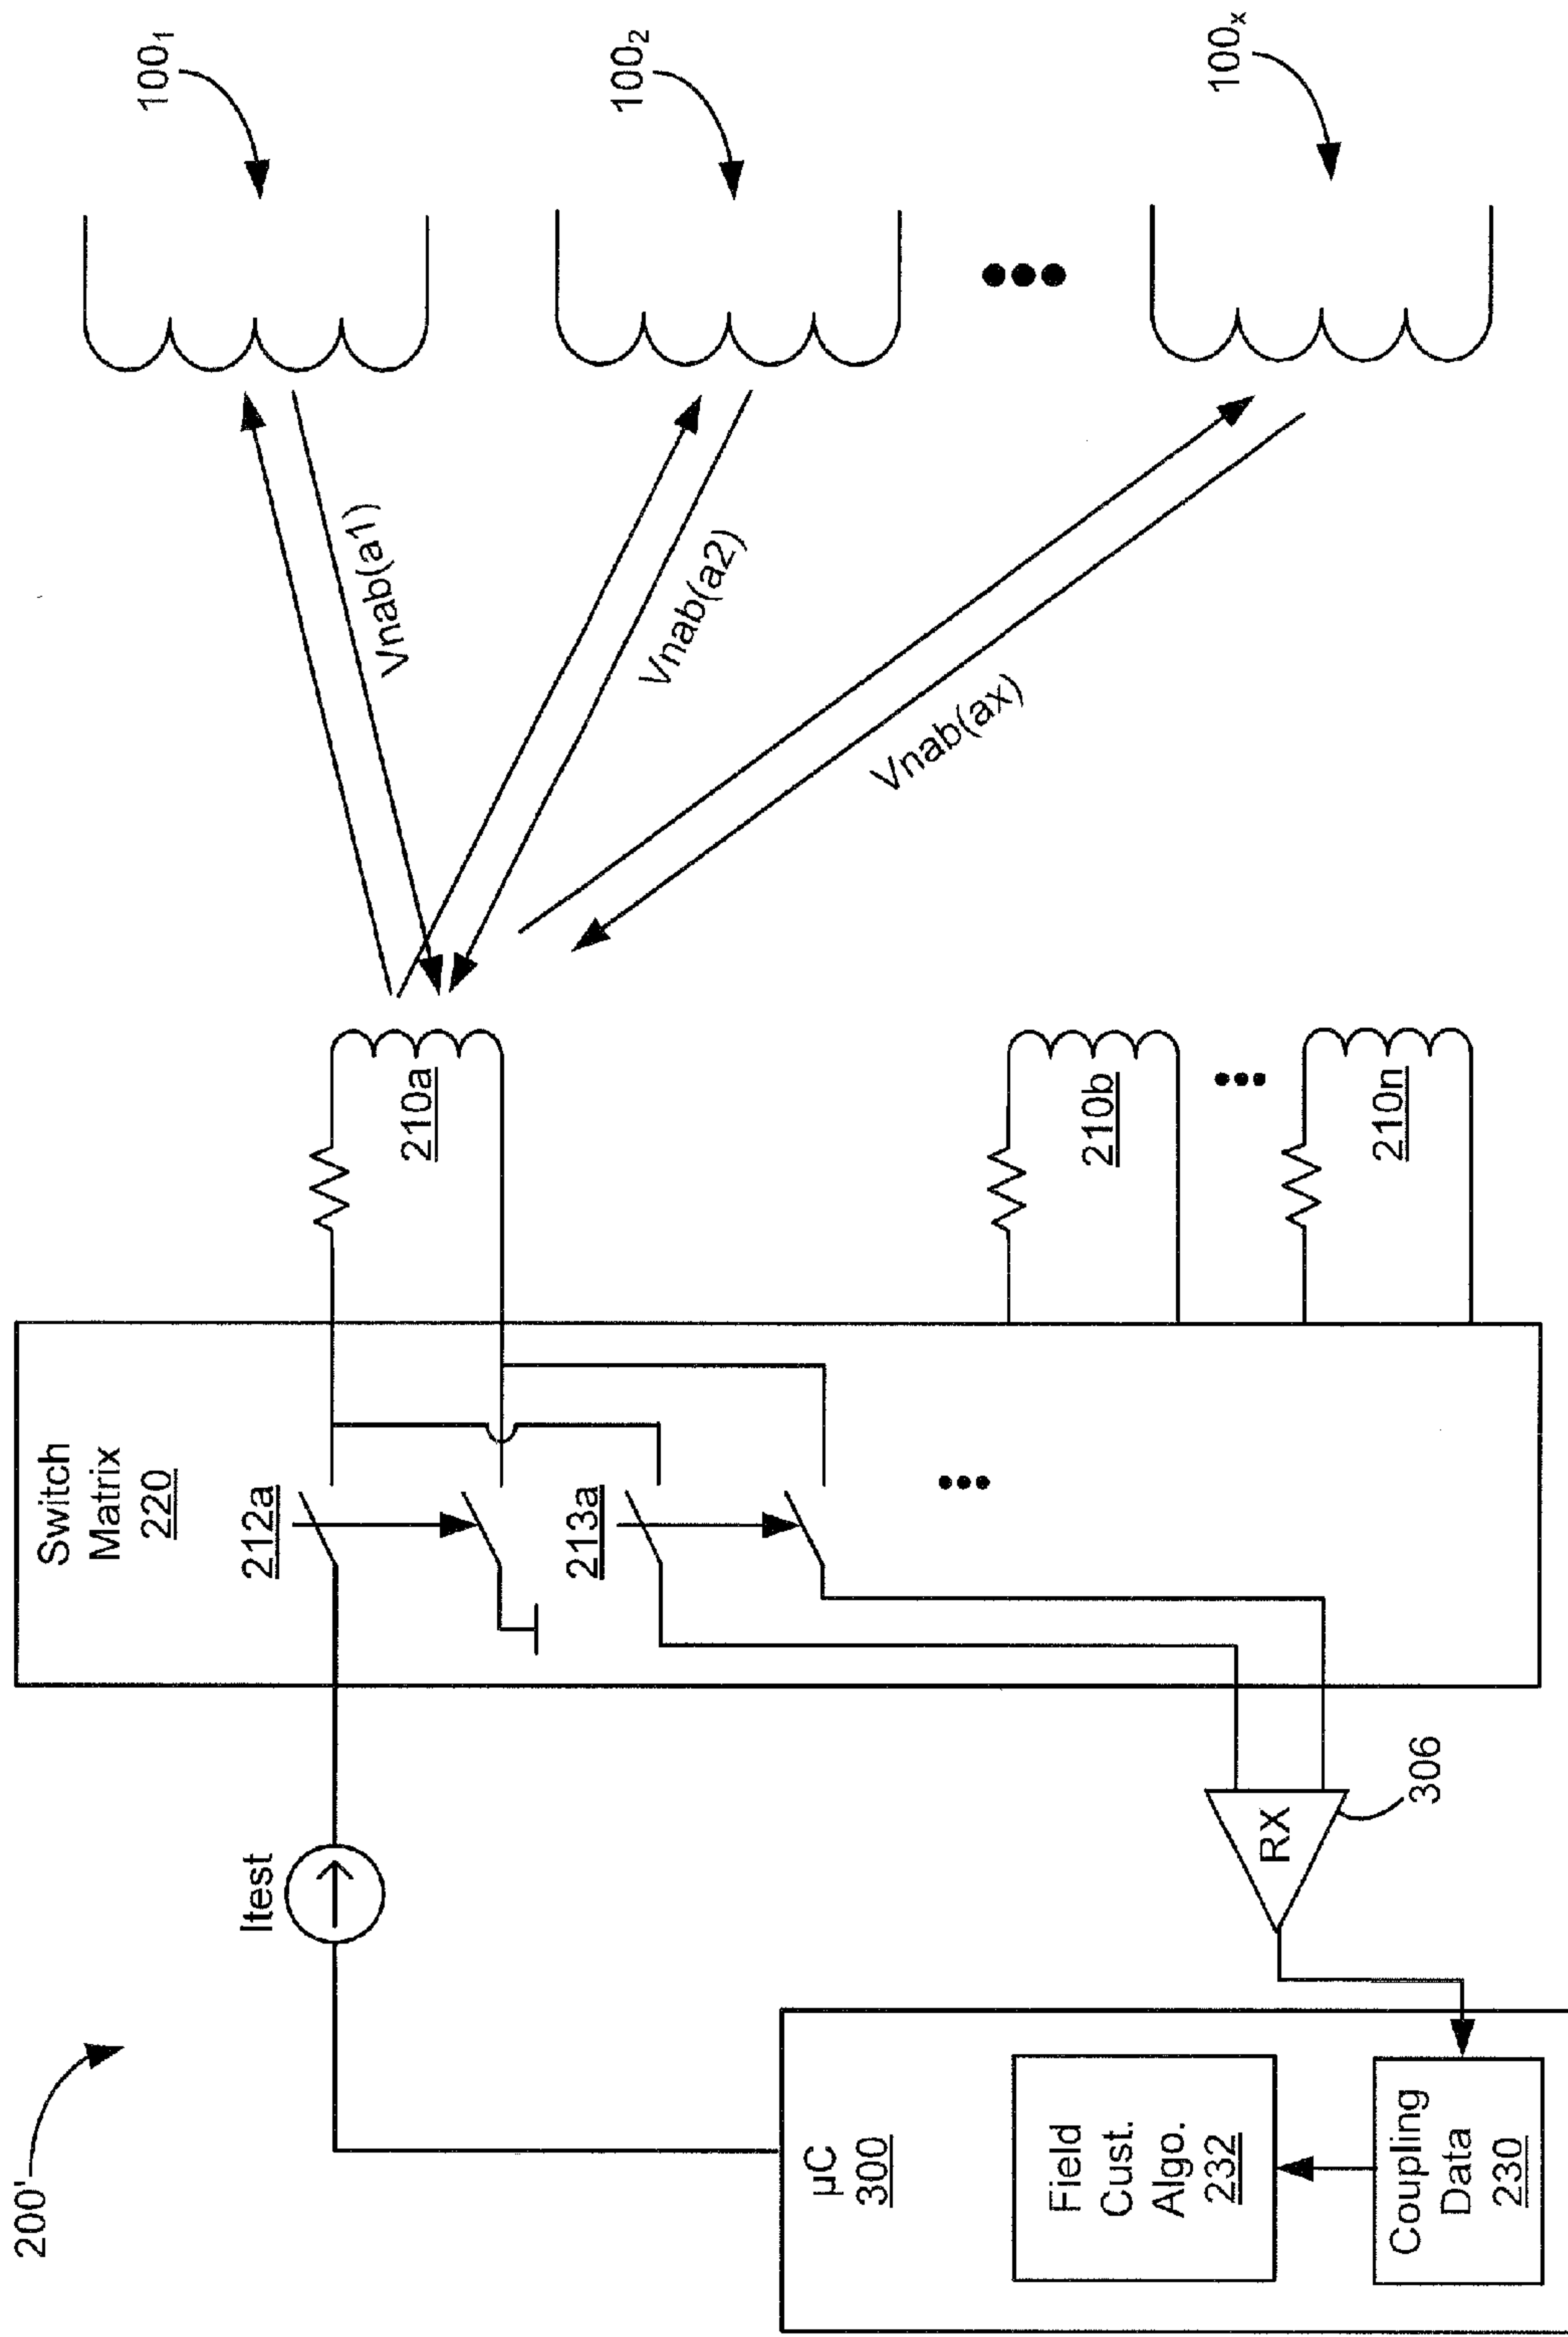 200'
Itest
Switch
Matrix
220
212a
213a
210a
210b
210n
Vnab(a1)
Vnab(a2)
Vnab(ax)
100₁
100₂
100ₓ
µC
300
Field
Cust.
Algo.
232
Coupling
Data
230
RX
306